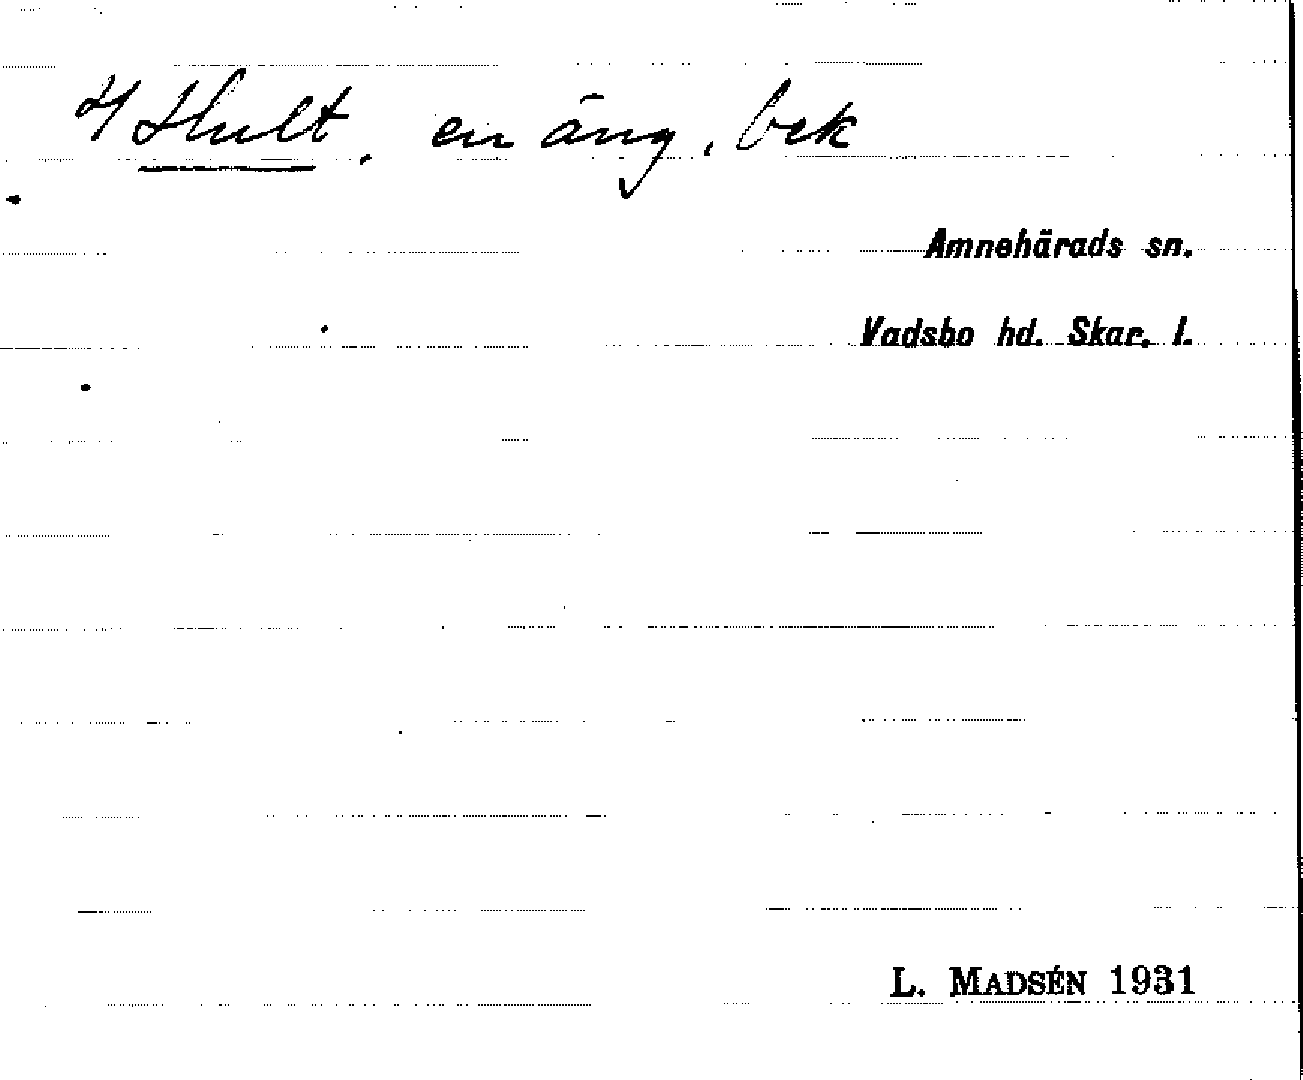 Hult, en äng, bek
Amnehärads sn.
Vadsbo hd. Skar. l.
L. MADSÉN 1931